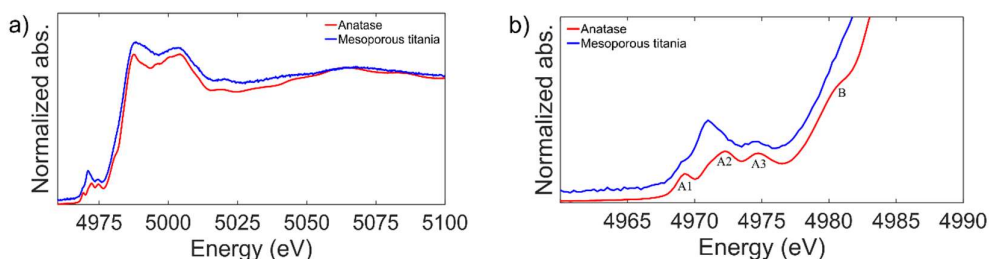 a)
Normalized abs.
Anatase
Mesoporous titania
4975 5000 5025 5050 5075 5100
Energy (eV)
b)
Normalized abs.
Anatase
Mesoporous titania
B
A1 A2 A3
4965 4970 4975 4980 4985 4990
Energy (eV)